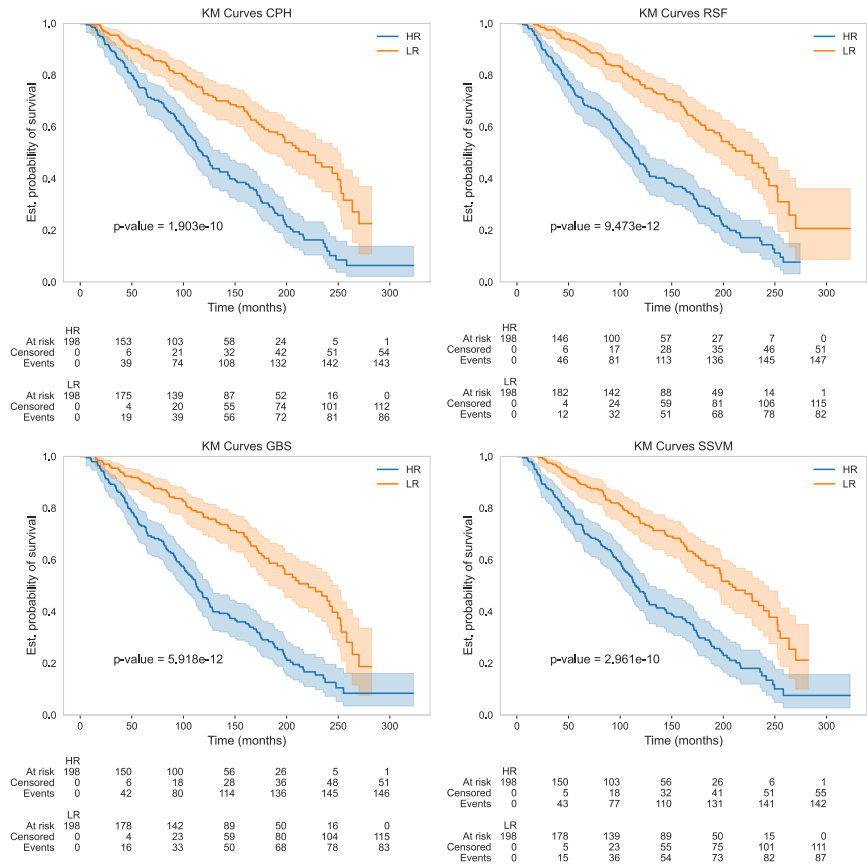 KM Curves CPH
HR
LR
1.0
0.8
0.6
0.4
0.2
0.0
Est. probability of survival
p-value = 1.903e-10
0 50 100 150 200 250 300
Time (months)
HR
At risk 198 153 103 58 24 5 1
Censored 0 6 21 32 42 51 54
Events 0 39 74 108 132 142 143
LR
At risk 198 175 139 87 52 16 0
Censored 0 4 20 55 74 101 112
Events 0 19 39 56 72 81 86
KM Curves RSF
HR
LR
1.0
0.8
0.6
0.4
0.2
0.0
Est. probability of survival
p-value = 9.473e-12
0 50 100 150 200 250 300
Time (months)
HR
At risk 198 146 100 57 27 7 0
Censored 0 6 17 28 35 46 51
Events 0 46 81 113 136 145 147
LR
At risk 198 182 142 88 49 14 1
Censored 0 4 24 59 81 106 115
Events 0 12 32 51 68 78 82
KM Curves GBS
HR
LR
1.0
0.8
0.6
0.4
0.2
0.0
Est. probability of survival
p-value = 5.918e-12
0 50 100 150 200 250 300
Time (months)
HR
At risk 198 150 100 56 26 5 1
Censored 0 6 18 28 36 48 51
Events 0 42 80 114 136 145 146
LR
At risk 198 178 142 89 50 16 0
Censored 0 4 23 59 80 104 115
Events 0 16 33 50 68 78 83
KM Curves SSVM
HR
LR
1.0
0.8
0.6
0.4
0.2
0.0
Est. probability of survival
p-value = 2.961e-10
0 50 100 150 200 250 300
Time (months)
HR
At risk 198 150 103 56 26 6 1
Censored 0 5 18 32 41 51 55
Events 0 43 77 110 131 141 142
LR
At risk 198 178 139 89 50 15 0
Censored 0 5 23 55 75 101 111
Events 0 15 36 54 73 82 87